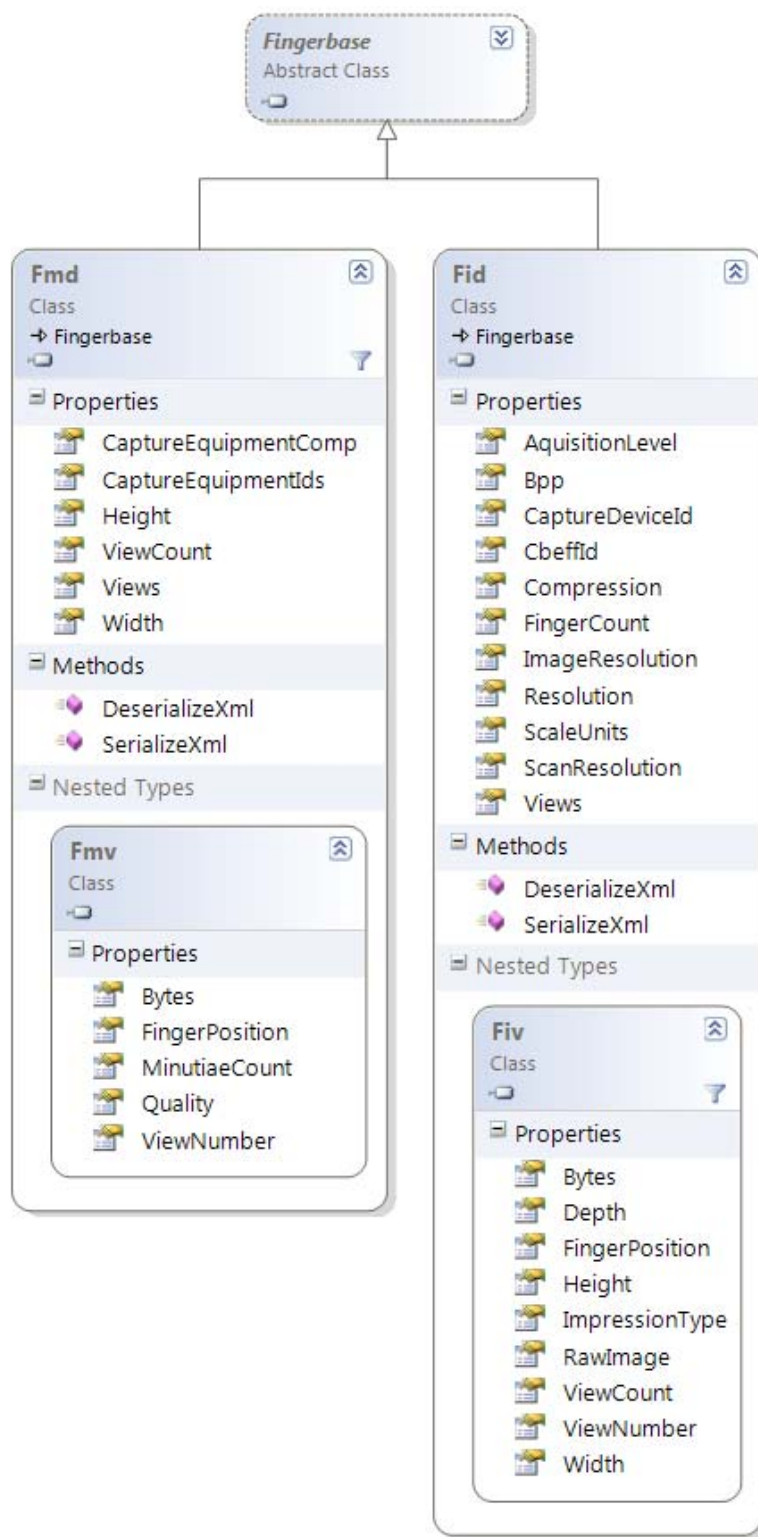 Fingerbase
Abstract Class
Fmd
Class
Fingerbase
Properties
CaptureEquipmentComp
CaptureEquipmentIds
Height
ViewCount
Views
Width
Methods
DeserializeXml
SerializeXml
Nested Types
Fmv
Class
Properties
Bytes
FingerPosition
MinutiaeCount
Quality
ViewNumber
Fid
Class
Fingerbase
Properties
AquisitionLevel
Bpp
CaptureDeviceId
CbeffId
Compression
FingerCount
ImageResolution
Resolution
ScaleUnits
ScanResolution
Views
Methods
DeserializeXml
SerializeXml
Nested Types
Fiv
Class
Properties
Bytes
Depth
FingerPosition
Height
ImpressionType
RawImage
ViewCount
ViewNumber
Width